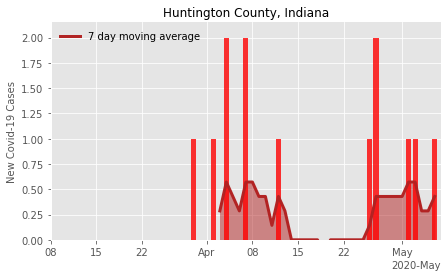 Huntington County, Indiana
7 day moving average
New Covid-19 Cases
2.00
1.75
1.50
1.25
1.00
0.75
0.50
0.25
0.00
08 15 22 Apr 08 15 22 May
2020-May